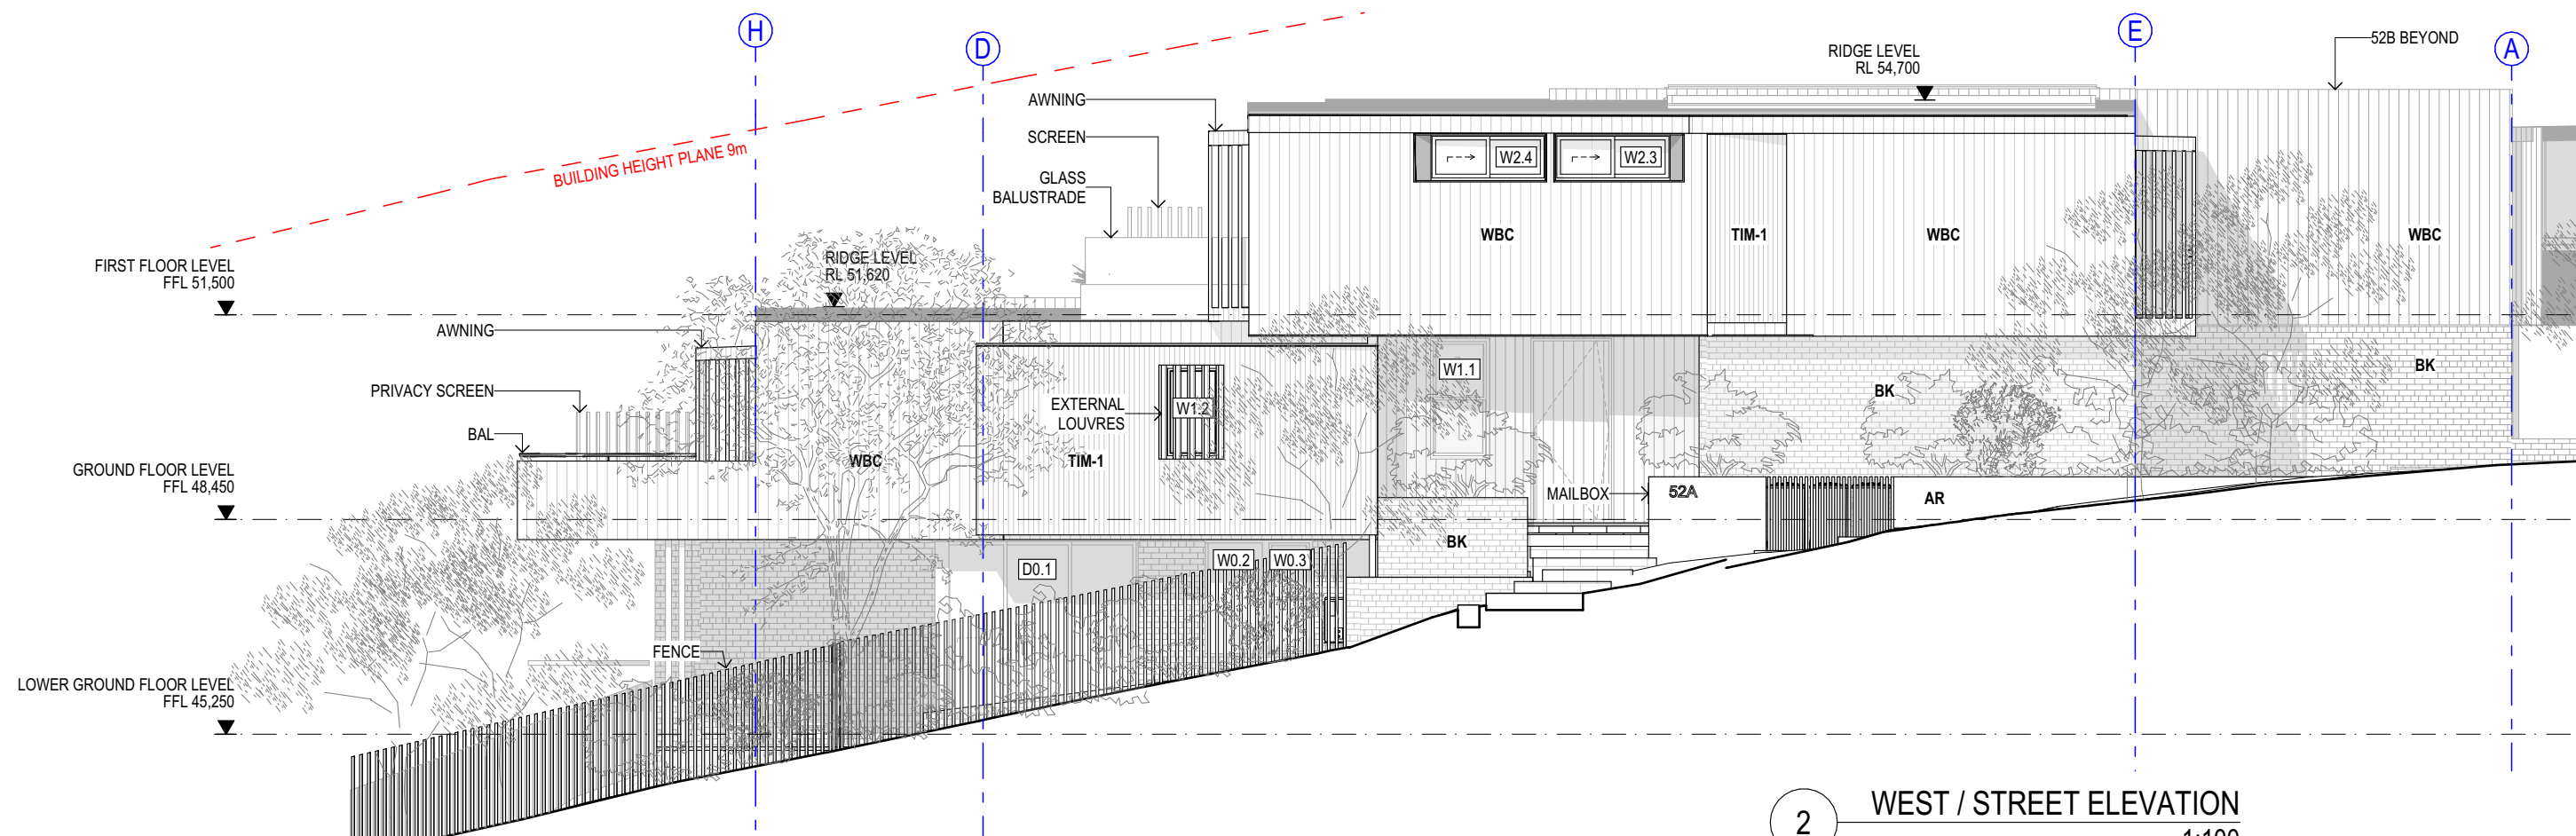 H
D
E
A
BUILDING HEIGHT PLANE 9m
RIDGE LEVEL
RL 54,700
52B BEYOND
AWNING
SCREEN
GLASS
BALUSTRADE
W2.4
W2.3
WBC
TIM-1
WBC
WBC
FIRST FLOOR LEVEL
FFL 51,500
RIDGE LEVEL
RL 51,620
AWNING
PRIVACY SCREEN
BAL
EXTERNAL
LOUVRES
W1.2
W1.1
BK
BK
GROUND FLOOR LEVEL
FFL 48,450
WBC
TIM-1
MAILBOX
52A
AR
BK
D0.1
W0.2
W0.3
FENCE
LOWER GROUND FLOOR LEVEL
FFL 45,250
2
WEST / STREET ELEVATION
1:100